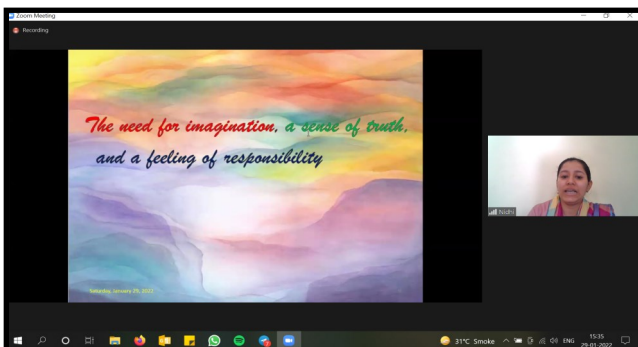 Zoom Meeting
Recording
The need for imagination, a sense of truth,
and a feeling of responsibility
Saturday, January 29, 2022
Nidhi
31°C Smoke
ENG
15:35
29-01-2022